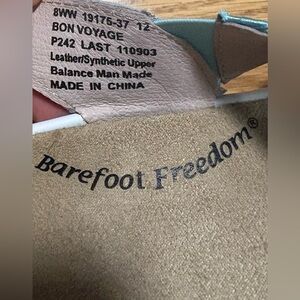 8WW 19175-37 12
BON VOYAGE
P242 LAST 110903
Leather/Synthetic Upper
Balance Man Made
MADE IN CHINA
Barefoot Freedom®